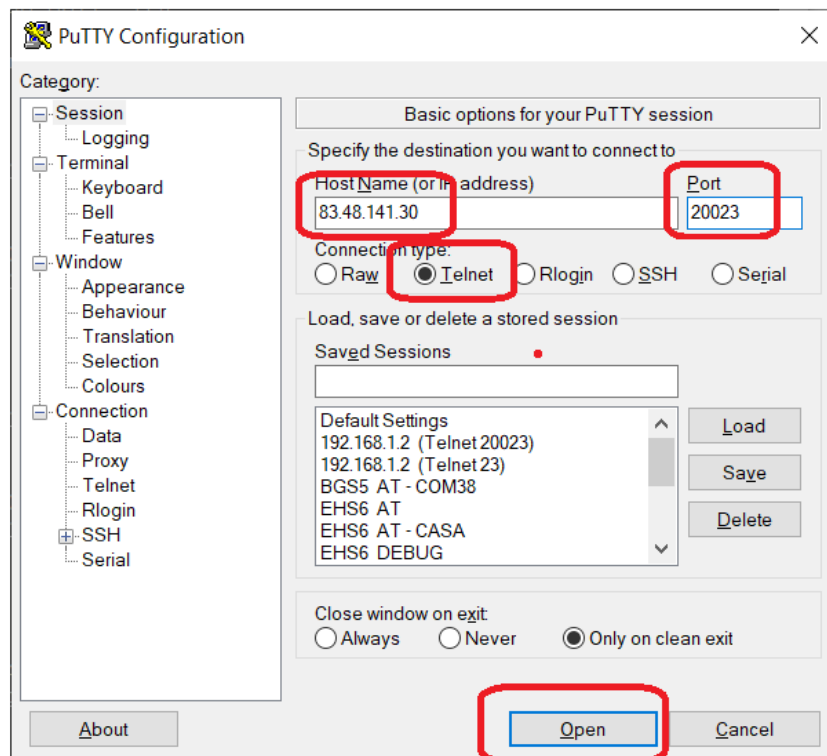 PuTTY Configuration
Category:
Session
Logging
Terminal
Keyboard
Bell
Features
Window
Appearance
Behaviour
Translation
Selection
Colours
Connection
Data
Proxy
Telnet
Rlogin
SSH
Serial
Basic options for your PuTTY session
Specify the destination you want to connect to
Host Name (or IP address) Port
83.48.141.30 20023
Connection type:
Raw Telnet Rlogin SSH Serial
Load, save or delete a stored session
Saved Sessions
Default Settings
192.168.1.2 (Telnet 20023)
192.168.1.2 (Telnet 23)
BGS5 AT - COM38
EHS6 AT
EHS6 AT - CASA
EHS6 DEBUG
Load
Save
Delete
Close window on exit:
Always Never Only on clean exit
About Open Cancel